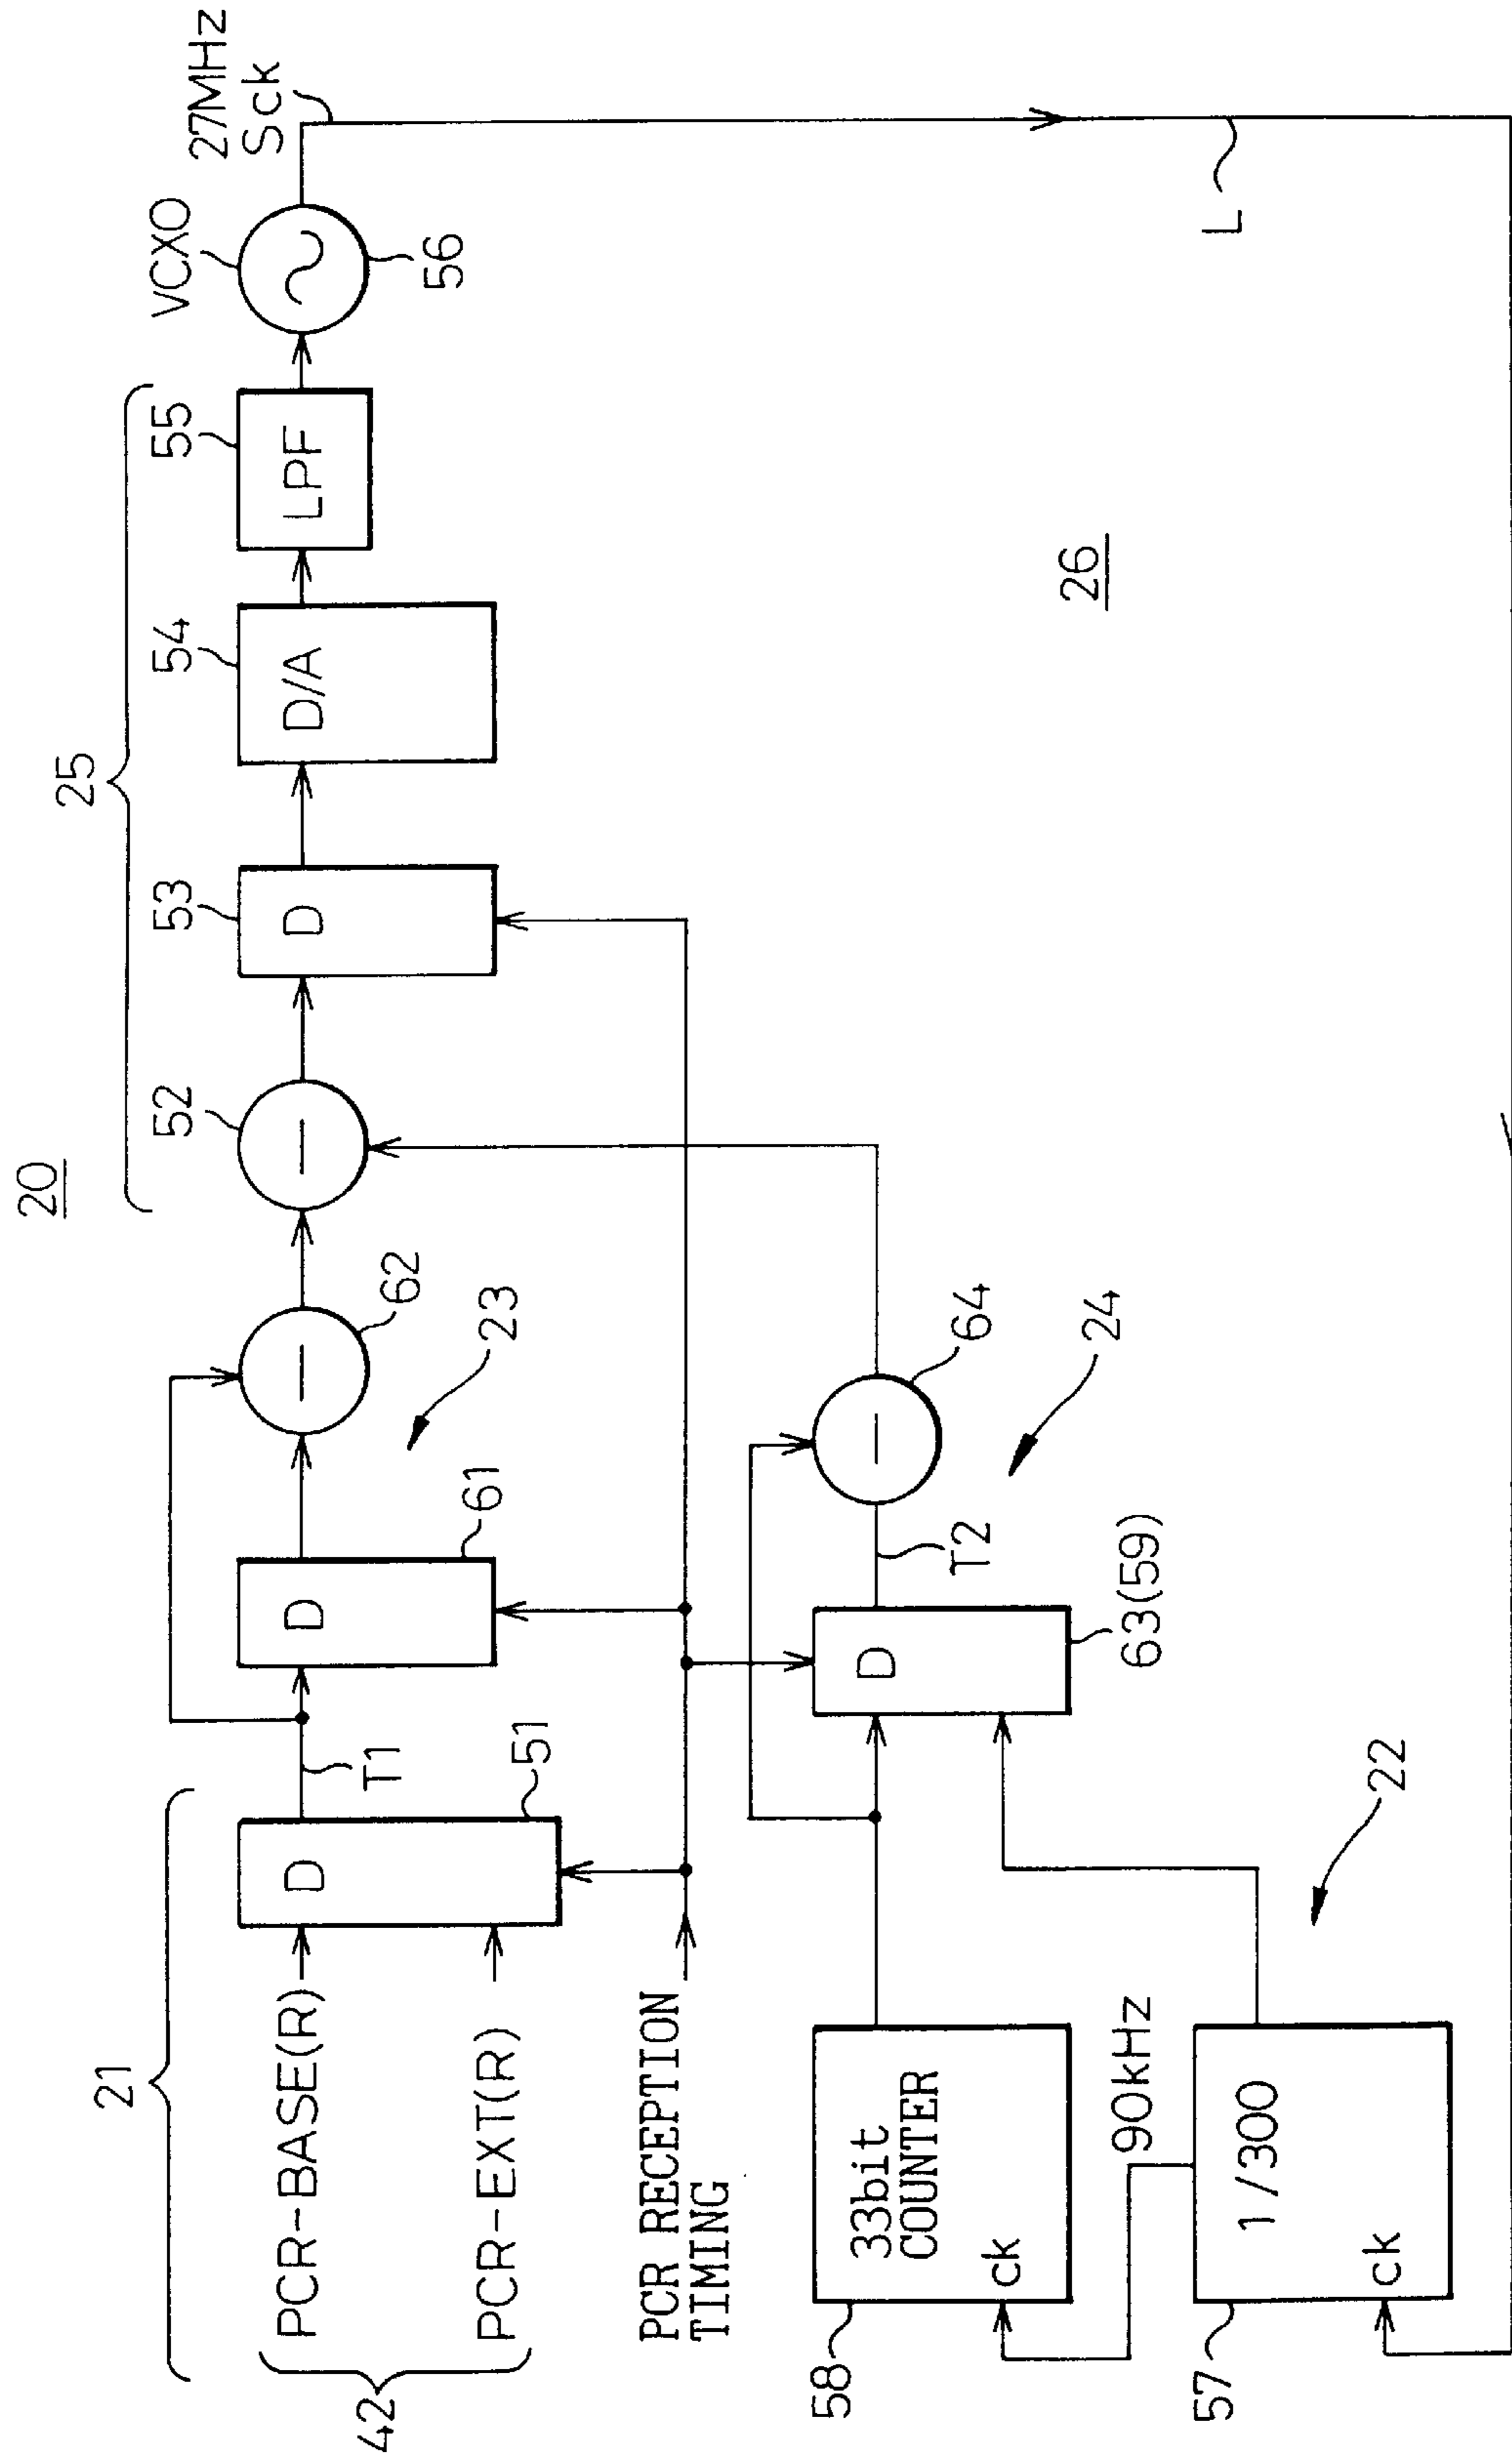 20
21
25
42
PCR-BASE(R)
PCR-EXT(R)
D
51
T1
D
61
62
23
52
D
53
D/A
54
LPF
55
VCXO
56
27MHz
Sck
PCR RECEPTION
TIMING
58
33bit
COUNTER
ck
90kHz
57
1/300
ck
22
D
63(59)
T2
64
24
26
L